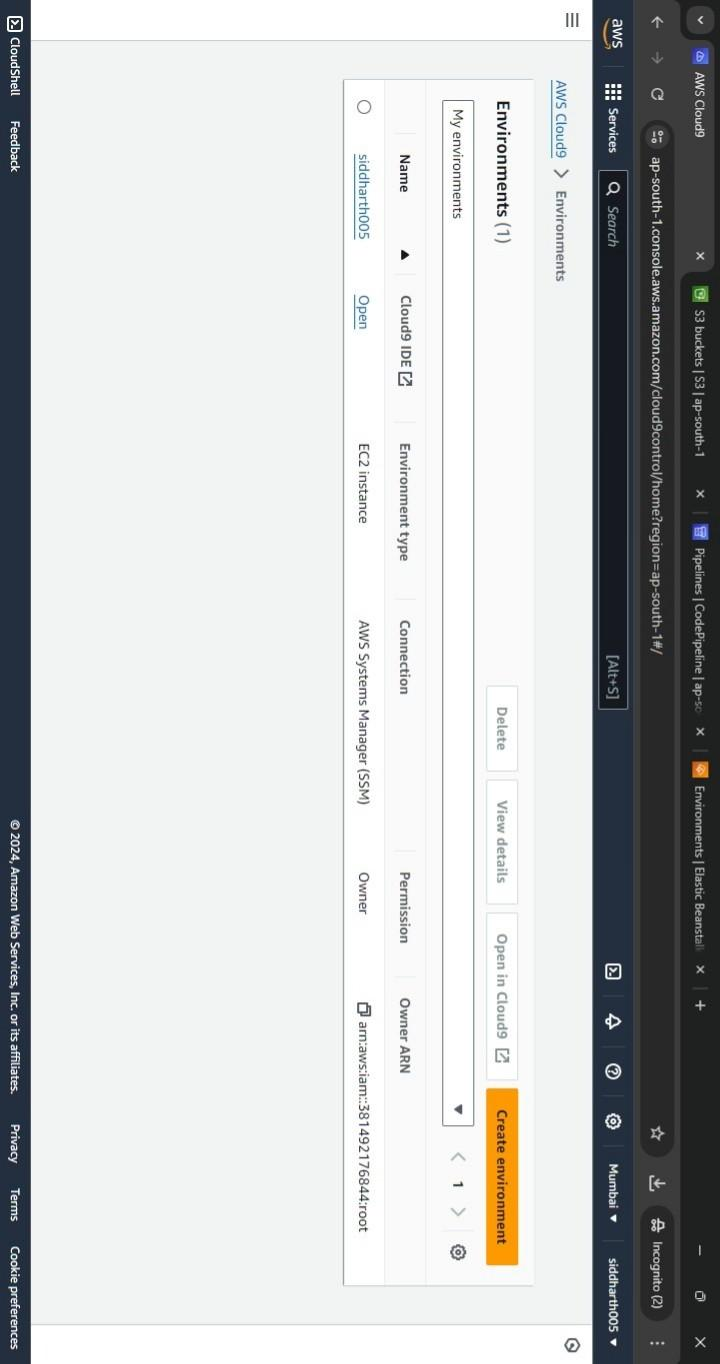 AWS Cloud9
S3 buckets | S3 | ap-south-1
Pipelines | CodePipeline | ap-so
Environments | Elastic Beanstalk
ap-south-1.console.aws.amazon.com/cloud9control/home?region=ap-south-1#/
Incognito (2)
aws
Services
Search
[Alt+S]
Mumbai
siddharth005
AWS Cloud9 > Environments
Environments (1)
Delete
View details
Open in Cloud9
Create environment
My environments
1
Name
Cloud9 IDE
Environment type
Connection
Permission
Owner ARN
siddharth005
Open
EC2 instance
AWS Systems Manager (SSM)
Owner
arn:aws:iam::381492176844:root
CloudShell
Feedback
© 2024, Amazon Web Services, Inc. or its affiliates.
Privacy
Terms
Cookie preferences